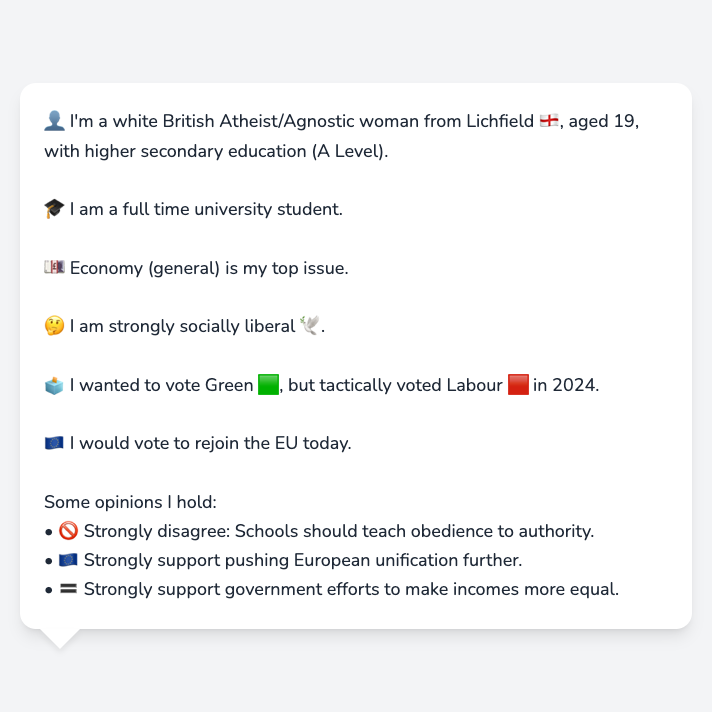 👤 I'm a white British Atheist/Agnostic woman from Lichfield 🏴󠁧󠁢󠁥󠁮󠁧󠁿, aged 19,
with higher secondary education (A Level).
🎓 I am a full time university student.
💷 Economy (general) is my top issue.
🤔 I am strongly socially liberal 🕊️.
🗳️ I wanted to vote Green 🟩, but tactically voted Labour 🟥 in 2024.
🇪🇺 I would vote to rejoin the EU today.
Some opinions I hold:
• 🚫 Strongly disagree: Schools should teach obedience to authority.
• 🇪🇺 Strongly support pushing European unification further.
• 🟰 Strongly support government efforts to make incomes more equal.